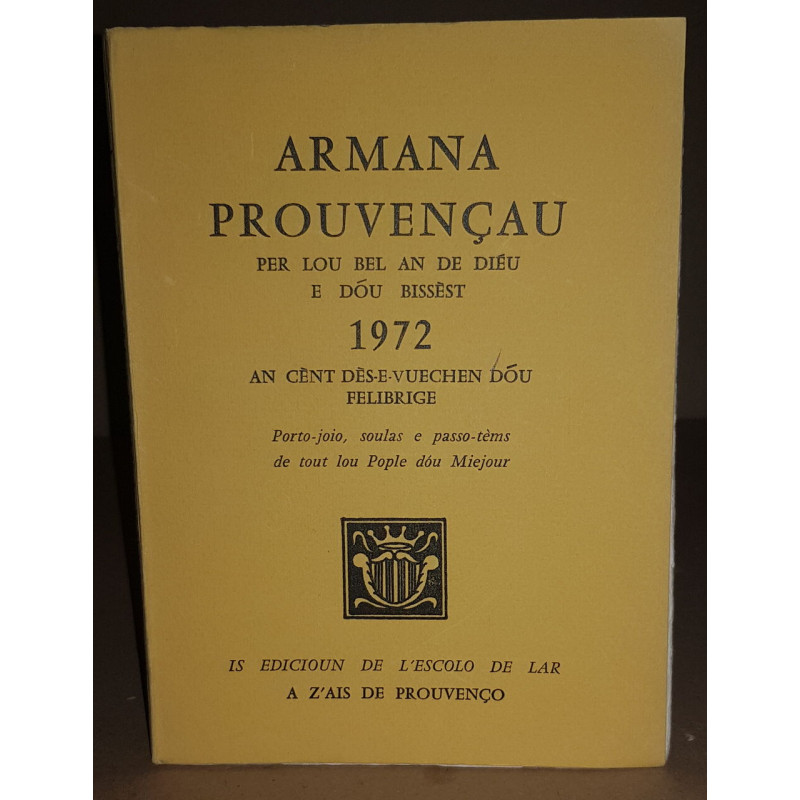 ARMANA
PROUVENÇAU
PER LOU BEL AN DE DIÉU
E DÓU BISSÈST
1972
AN CÈNT DÈS-E-VUECHEN DÓU
FELIBRIGE
Porto-joio, soulas e passo-tèms
de tout lou Pople dóu Miejour
IS EDICIOUN DE L'ESCOLO DE LAR
A Z'AIS DE PROUVENÇO